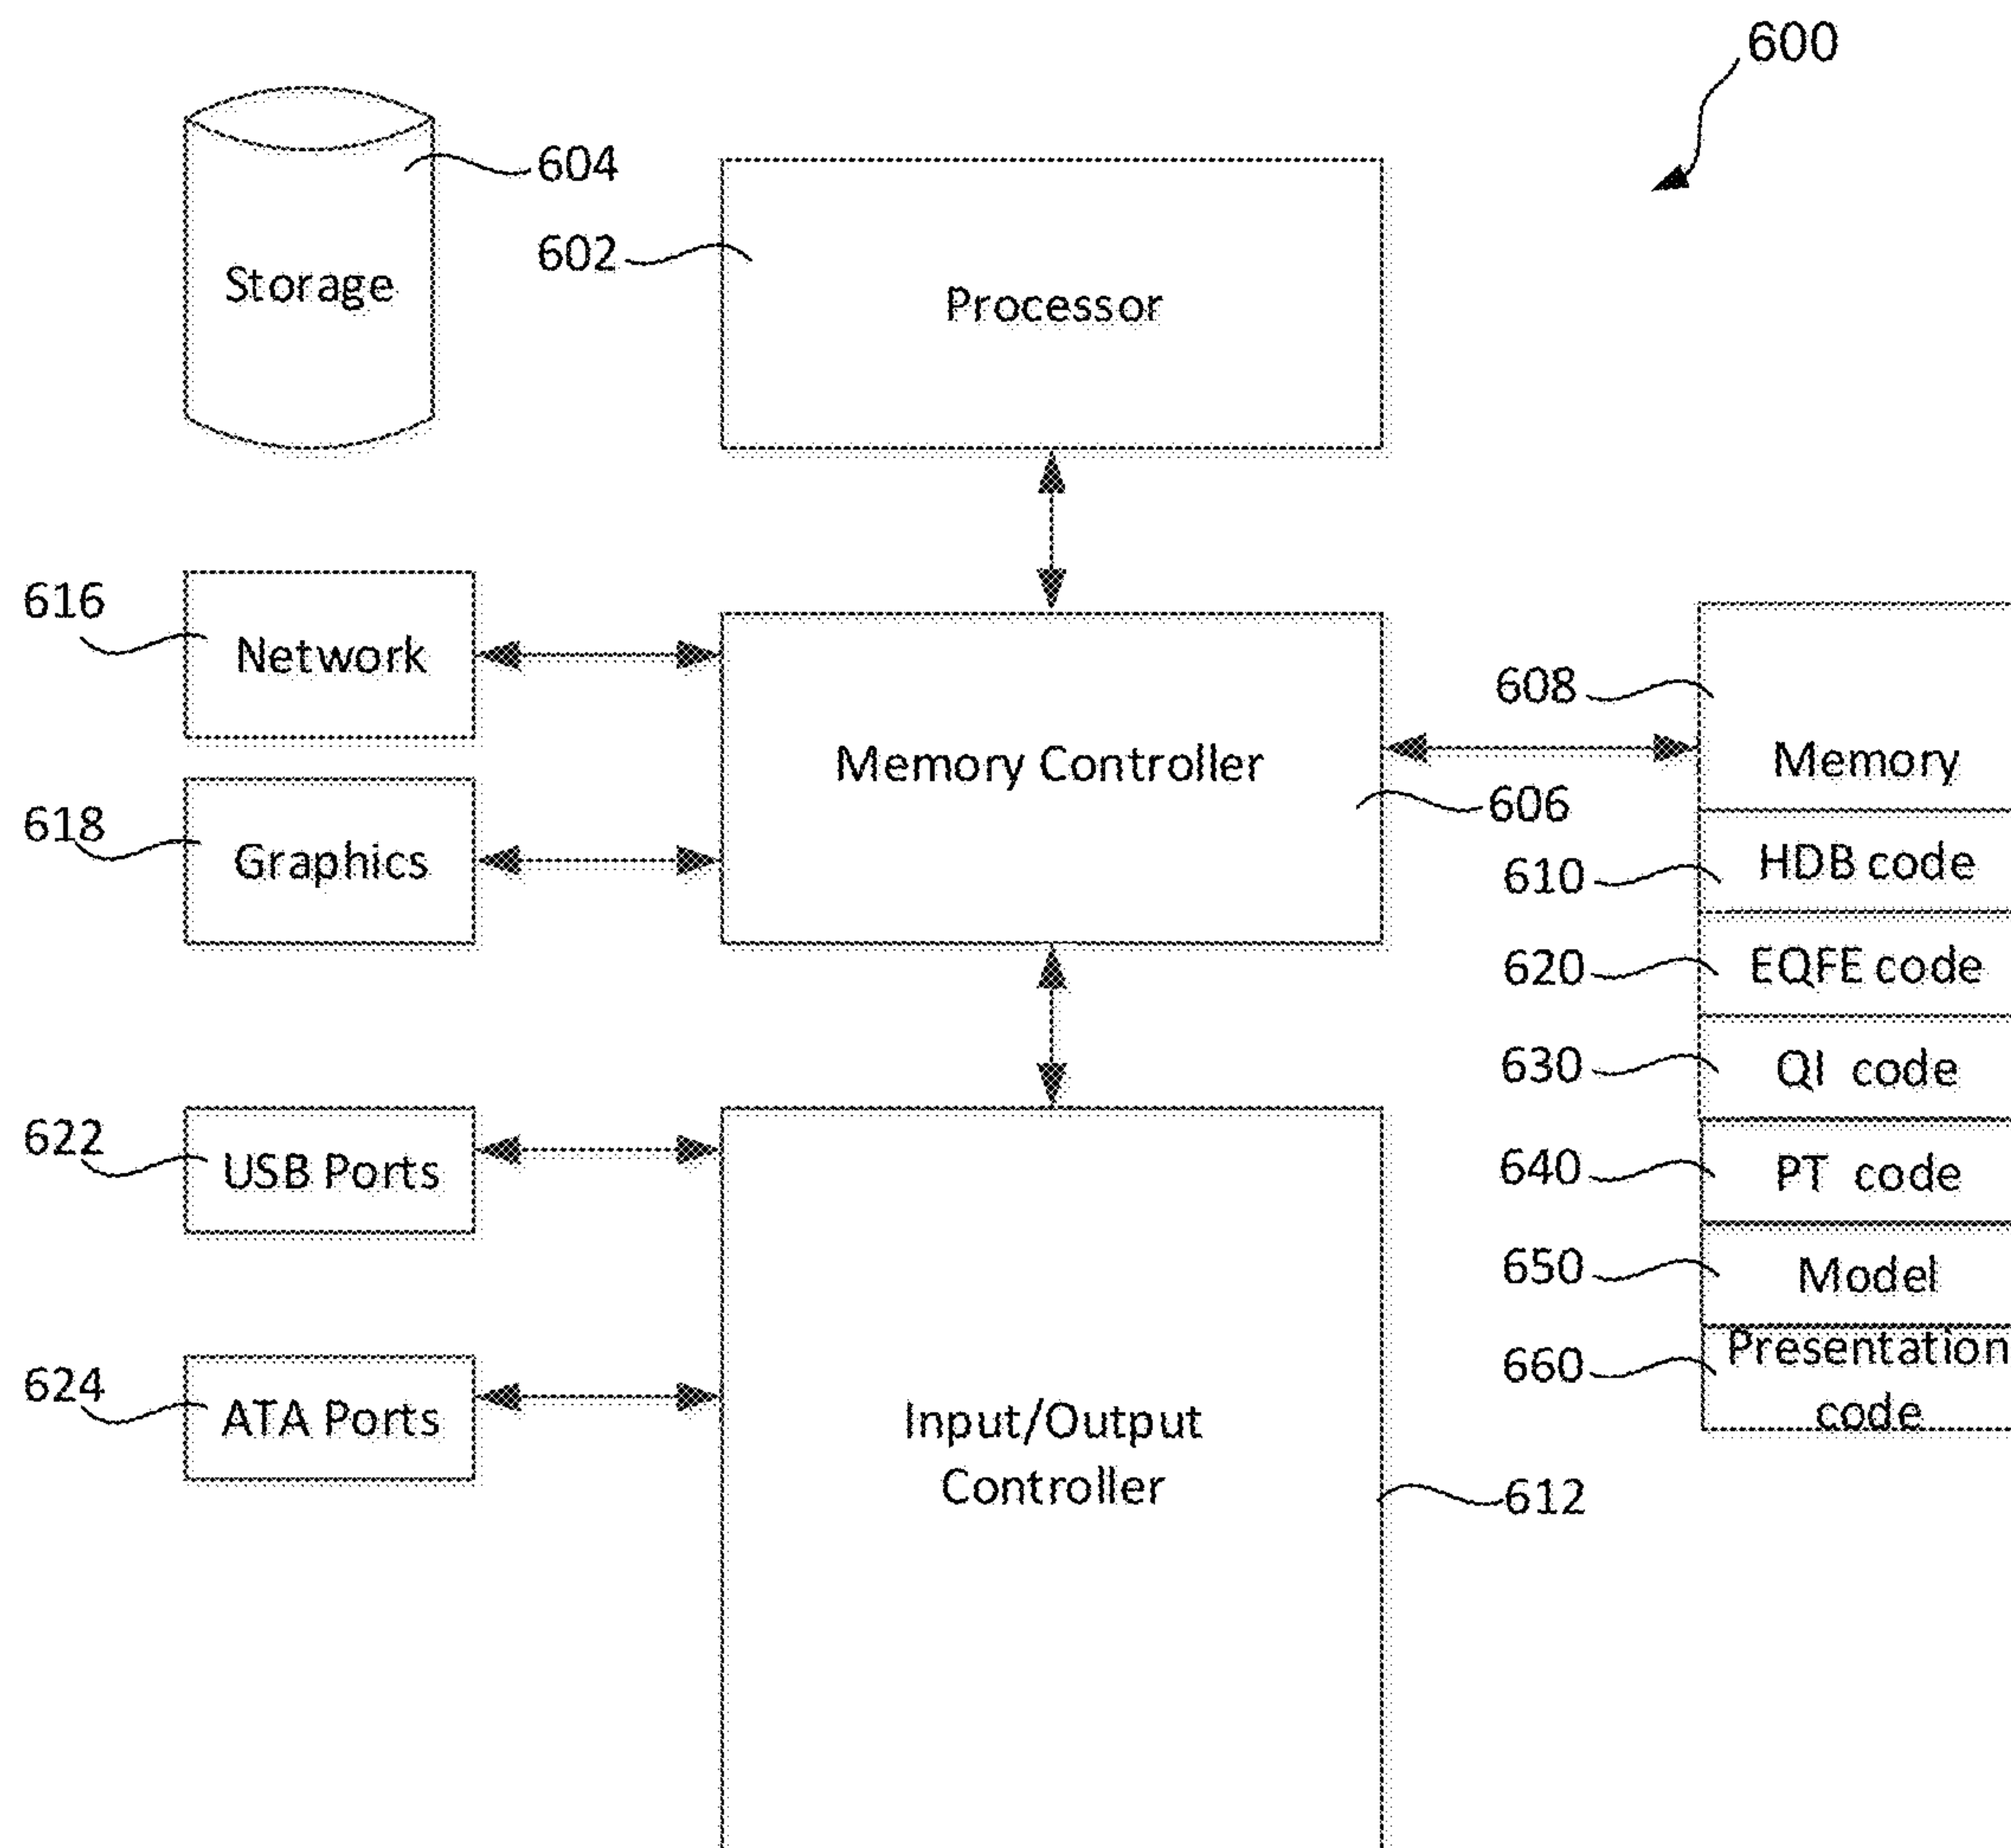 600
604
Storage
602
Processor
616
Network
608
Memory
Memory Controller
606
618
Graphics
610
HDB code
620
EQFE code
630
QI code
622
USB Ports
640
PT code
650
Model
660
Presentation
code
624
ATA Ports
Input/Output
Controller
612